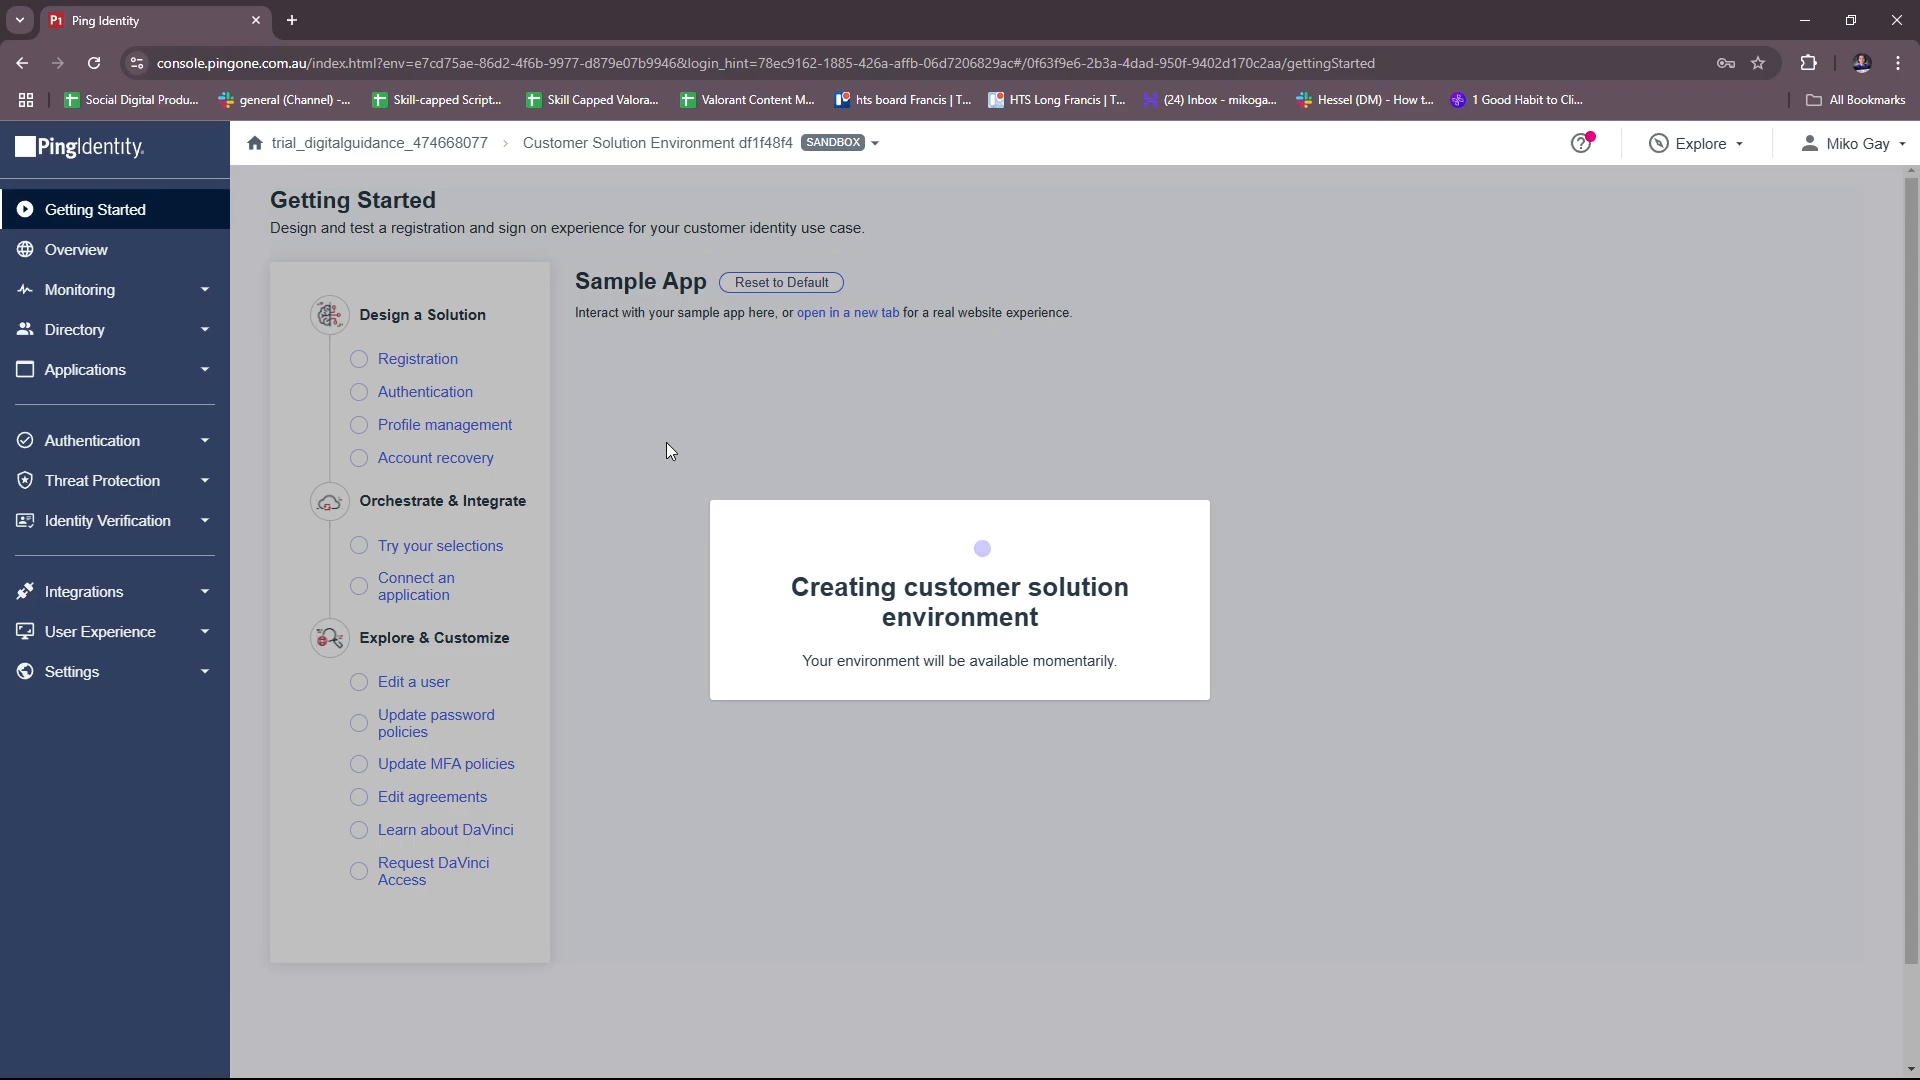 P1 Ping Identity
console.pingone.com.au/index.html?env=e7cd75ae-86d2-4f6b-9977-d879e07b9946&login_hint=78ec9162-1885-426a-affb-06d7206829ac#/0f63f9e6-2b3a-4dad-950f-9402d170c2aa/gettingStarted
Social Digital Produ...
general (Channel) -...
Skill-capped Script...
Skill Capped Valora...
Valorant Content M...
hts board Francis | T...
HTS Long Francis | T...
(24) Inbox - mikoga...
Hessel (DM) - How t...
1 Good Habit to Cli...
All Bookmarks
PingIdentity.
trial_digitalguidance_474668077 > Customer Solution Environment df1f48f4 SANDBOX
Explore
Miko Gay
Getting Started
Overview
Monitoring
Directory
Applications
Authentication
Threat Protection
Identity Verification
Integrations
User Experience
Settings
Getting Started
Design and test a registration and sign on experience for your customer identity use case.
Design a Solution
Registration
Authentication
Profile management
Account recovery
Orchestrate & Integrate
Try your selections
Connect an
application
Explore & Customize
Edit a user
Update password
policies
Update MFA policies
Edit agreements
Learn about DaVinci
Request DaVinci
Access
Sample App Reset to Default
Interact with your sample app here, or open in a new tab for a real website experience.
Creating customer solution
environment
Your environment will be available momentarily.